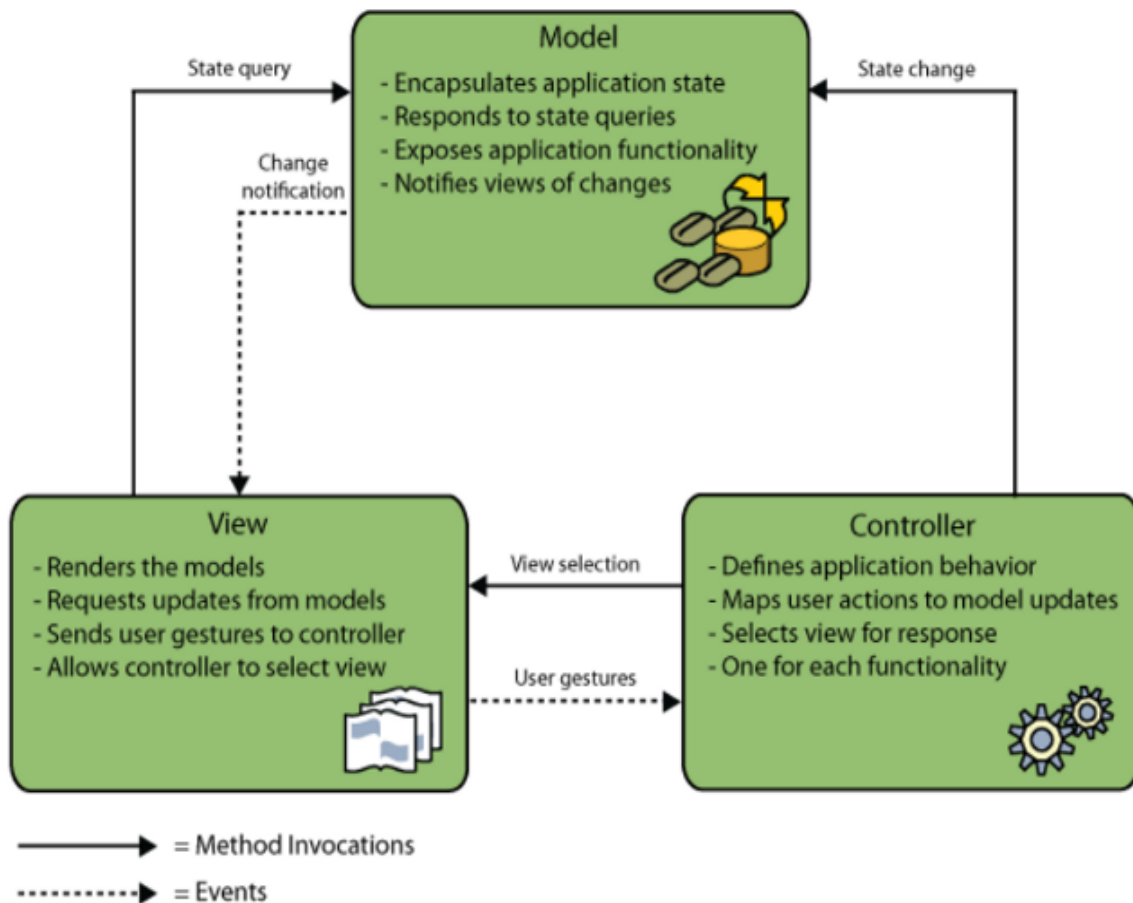 Model
- Encapsulates application state
- Responds to state queries
- Exposes application functionality
- Notifies views of changes
State query
State change
Change
notification
View
- Renders the models
- Requests updates from models
- Sends user gestures to controller
- Allows controller to select view
View selection
User gestures
Controller
- Defines application behavior
- Maps user actions to model updates
- Selects view for response
- One for each functionality
= Method Invocations
= Events